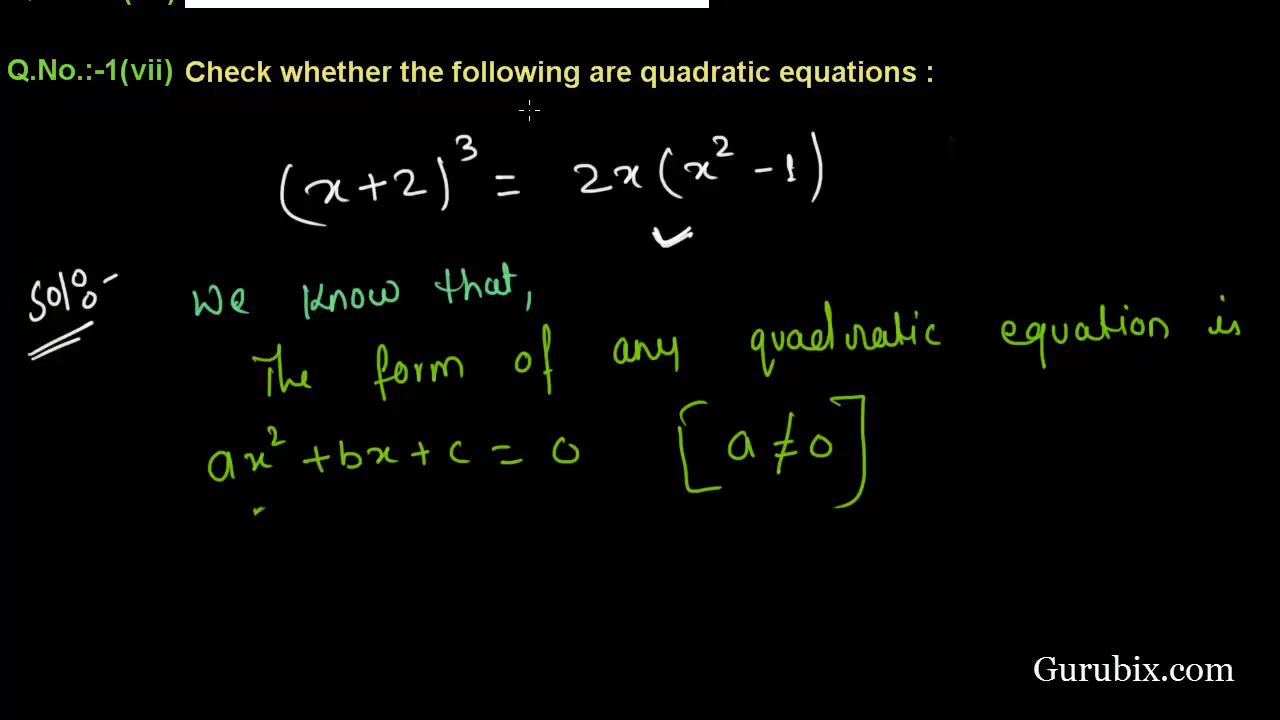 Q.No.:-1(vii) Check whether the following are quadratic equations :
(x+2)³ = 2x(x² -1)
Sol:- We know that,
The form of any quadratic equation is
ax² +bx+c = 0 [a≠0]
Gurubix.com